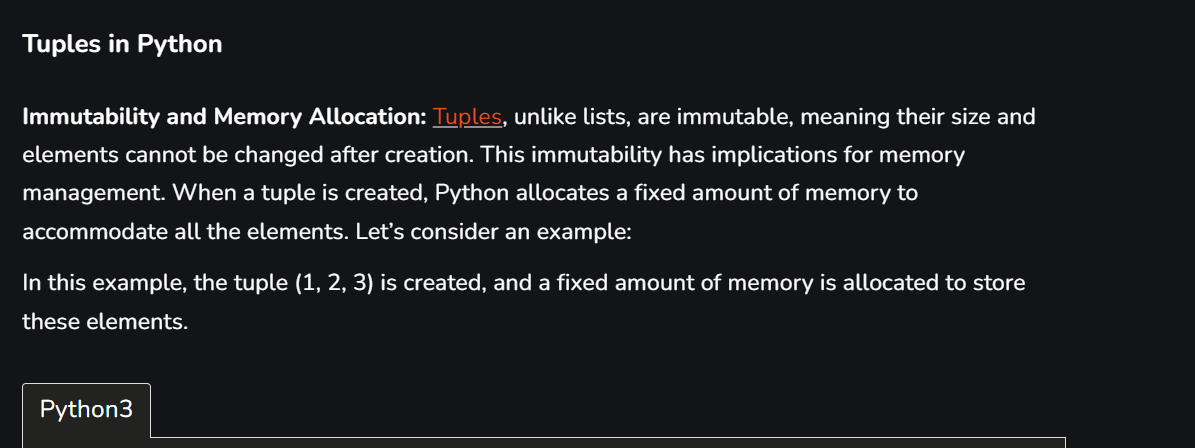 Tuples in Python
Immutability and Memory Allocation: Tuples, unlike lists, are immutable, meaning their size and
elements cannot be changed after creation. This immutability has implications for memory
management. When a tuple is created, Python allocates a fixed amount of memory to
accommodate all the elements. Let’s consider an example:
In this example, the tuple (1, 2, 3) is created, and a fixed amount of memory is allocated to store
these elements.
Python3